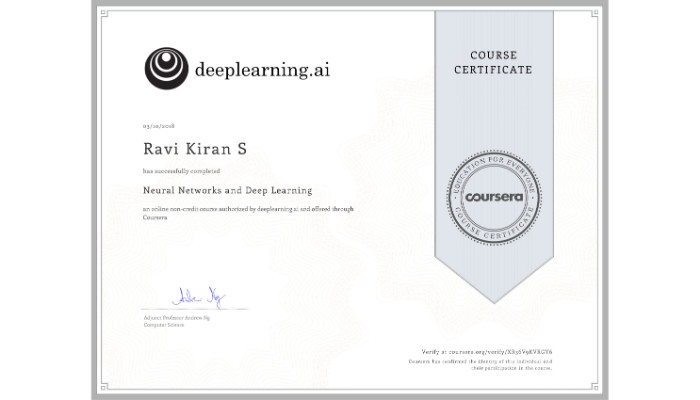 deeplearning.ai
COURSE
CERTIFICATE
03/10/2018
Ravi Kiran S
has successfully completed
Neural Networks and Deep Learning
an online non-credit course authorized by deeplearning.ai and offered through
Coursera
EDUCATION FOR EVERYONE
coursera
COURSE CERTIFICATE
Adjunct Professor Andrew Ng
Computer Science
Verify at coursera.org/verify/
Coursera has confirmed the identity of this individual and
their participation in the course.